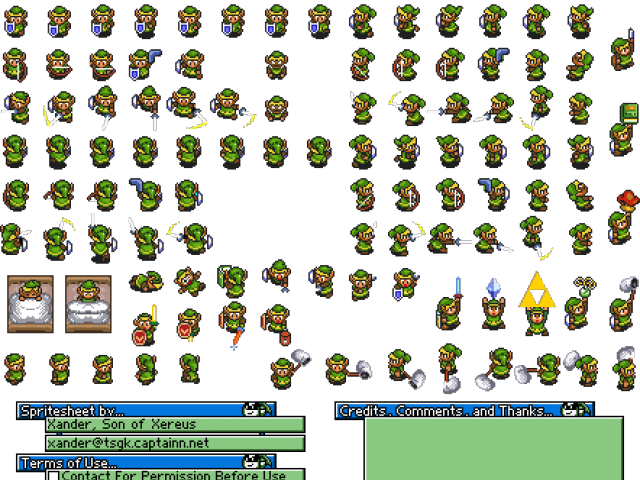 Spritesheet by...
Xander, Son of Xereus
xander@tsgk.captainn.net
Terms of Use...
Contact For Permission Before Use
Credits, Comments, and Thanks...